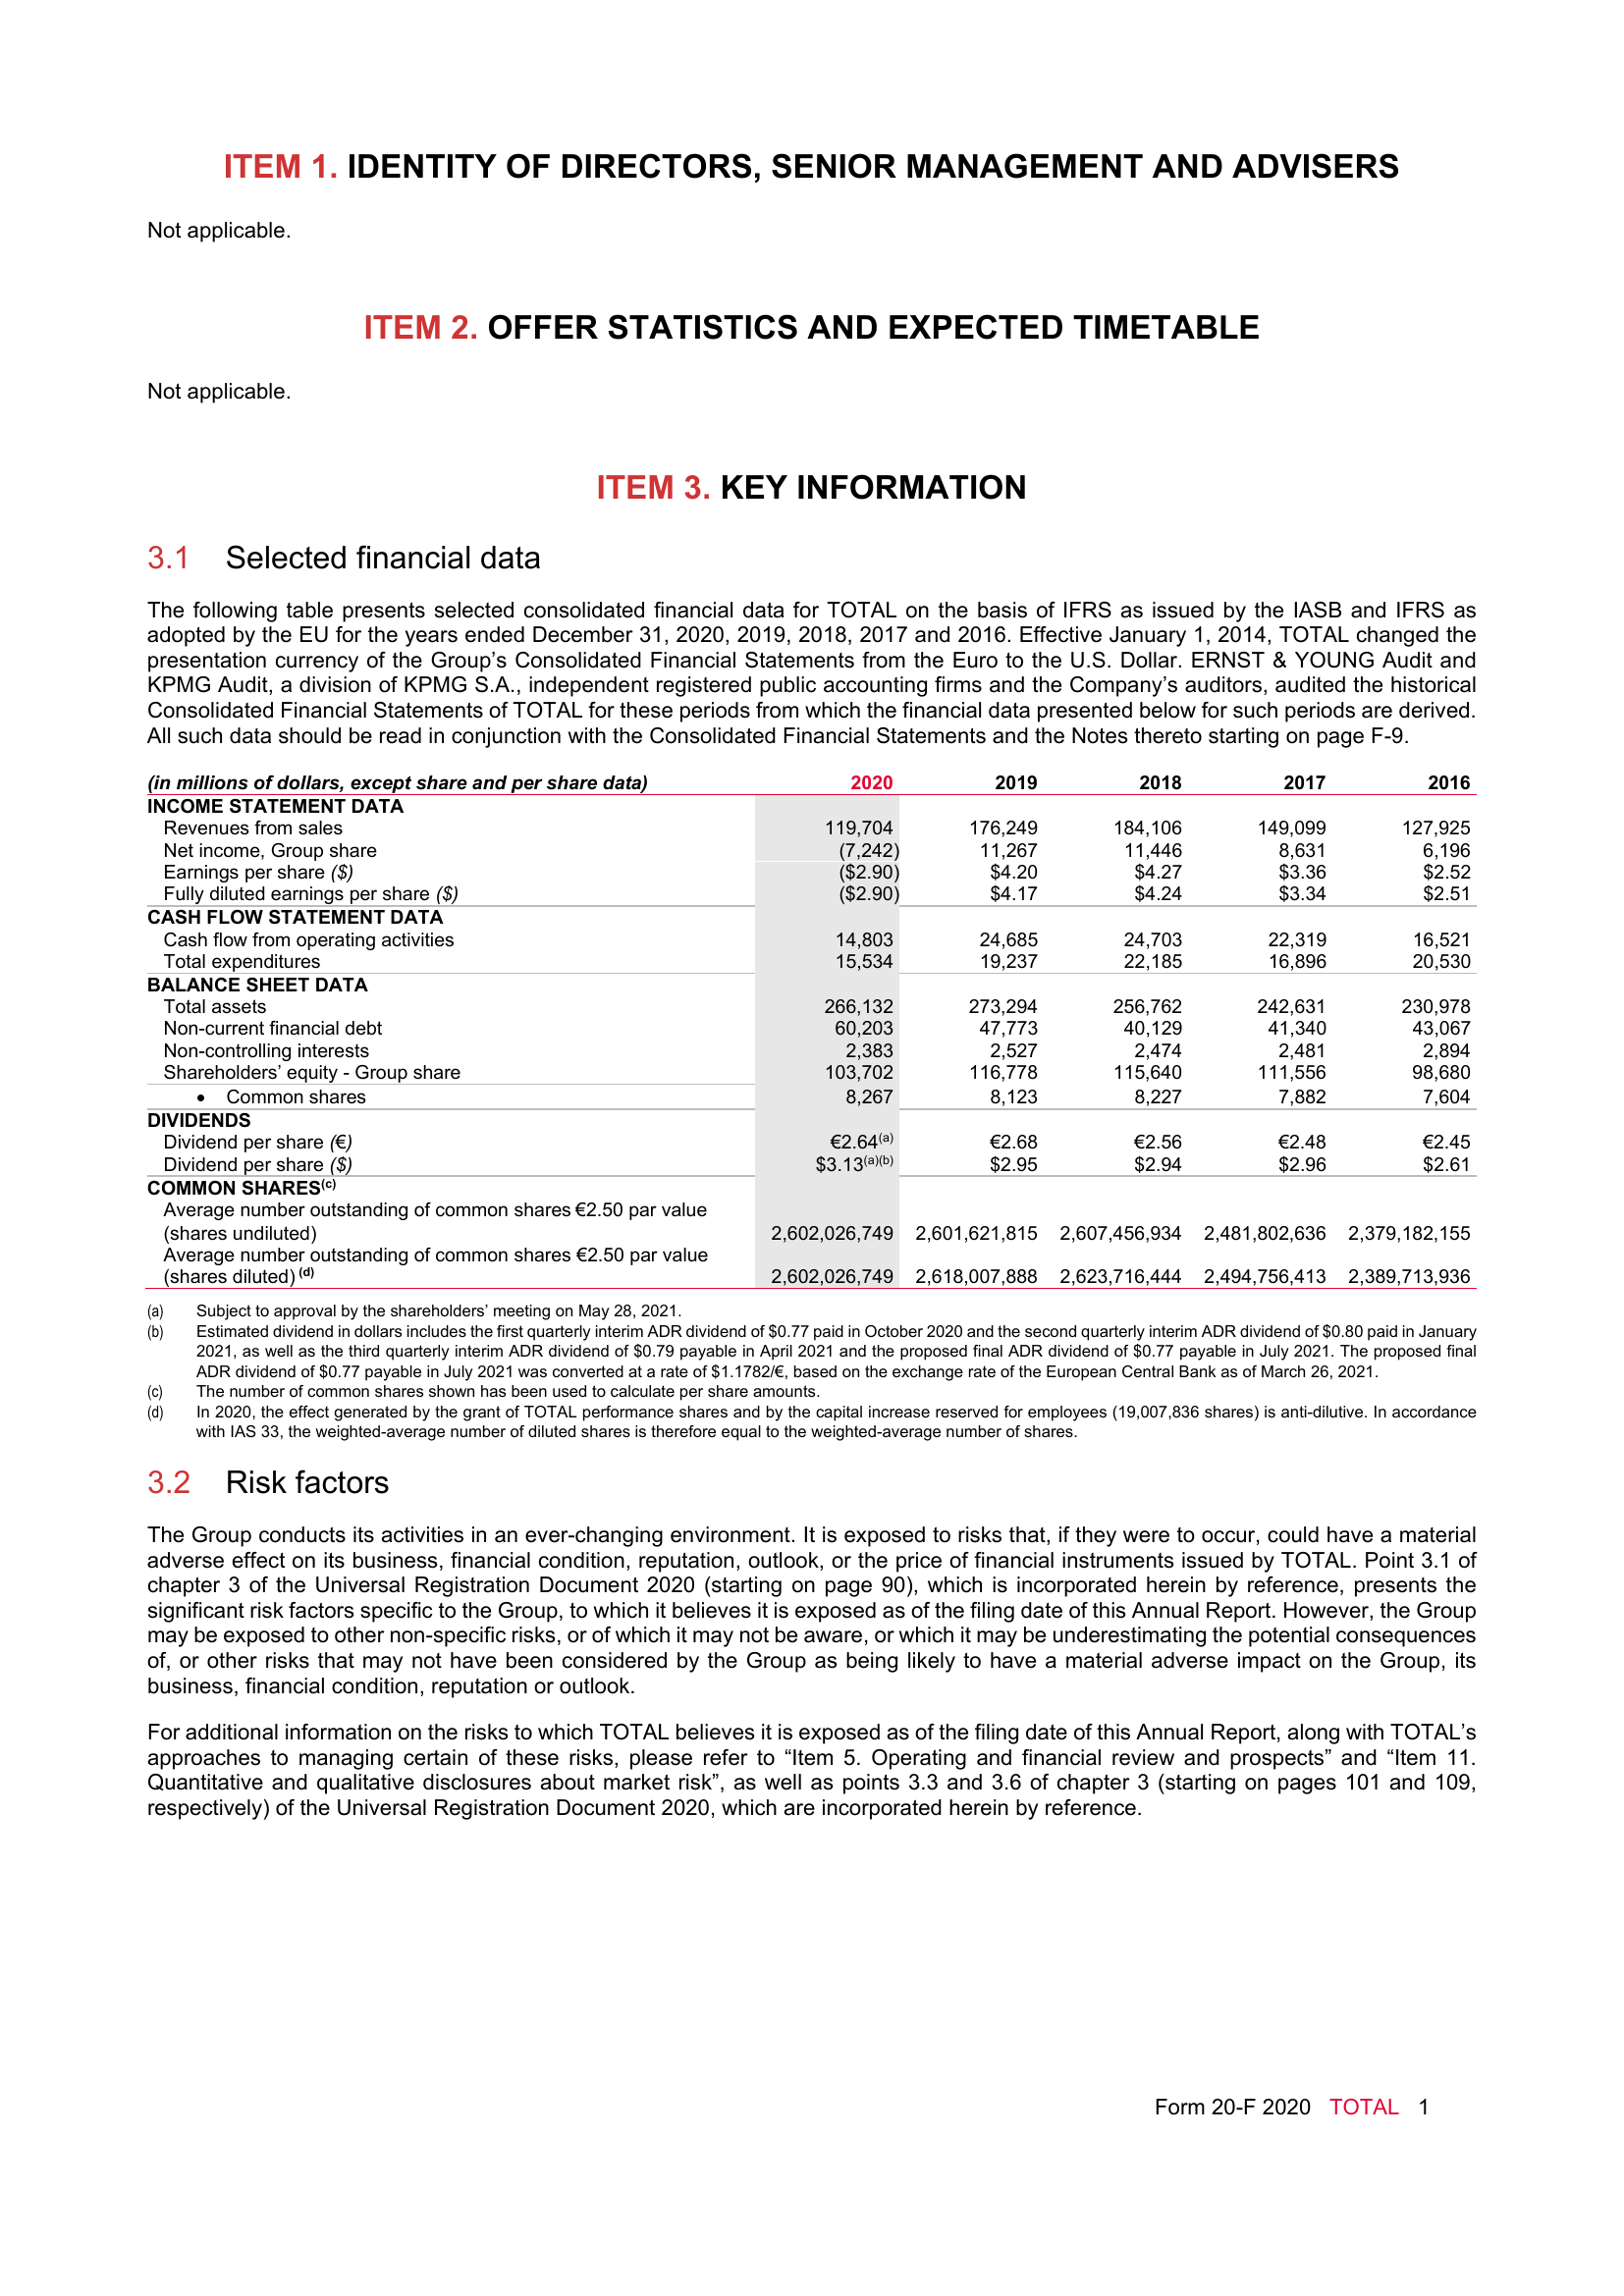 ITEM 1. IDENTITY OF DIRECTORS, SENIOR MANAGEMENT AND ADVISERS
Not applicable.
ITEM 2. OFFER STATISTICS AND EXPECTED TIMETABLE
Not applicable.
ITEM 3. KEY INFORMATION
3.1 Selected financial data
The following table presents selected consolidated financial data for TOTAL on the basis of IFRS as issued by the IASB and IFRS as
adopted by the EU for the years ended December 31, 2020, 2019, 2018, 2017 and 2016. Effective January 1, 2014, TOTAL changed the
presentation currency of the Group’s Consolidated Financial Statements from the Euro to the U.S. Dollar. ERNST & YOUNG Audit and
KPMG Audit, a division of KPMG S.A., independent registered public accounting firms and the Company’s auditors, audited the historical
Consolidated Financial Statements of TOTAL for these periods from which the financial data presented below for such periods are derived.
All such data should be read in conjunction with the Consolidated Financial Statements and the Notes thereto starting on page F-9.
(in millions of dollars, except share and per share data) 2020 2019 2018 2017 2016
INCOME STATEMENT DATA
Revenues from sales 119,704 176,249 184,106 149,099 127,925
Net income, Group share (7,242) 11,267 11,446 8,631 6,196
Earnings per share ($) ($2.90) $4.20 $4.27 $3.36 $2.52
Fully diluted earnings per share ($) ($2.90) $4.17 $4.24 $3.34 $2.51
CASH FLOW STATEMENT DATA
Cash flow from operating activities 14,803 24,685 24,703 22,319 16,521
Total expenditures 15,534 19,237 22,185 16,896 20,530
BALANCE SHEET DATA
Total assets 266,132 273,294 256,762 242,631 230,978
Non-current financial debt 60,203 47,773 40,129 41,340 43,067
Non-controlling interests 2,383 2,527 2,474 2,481 2,894
Shareholders’ equity - Group share 103,702 116,778 115,640 111,556 98,680
• Common shares 8,267 8,123 8,227 7,882 7,604
DIVIDENDS
Dividend per share (€) €2.64(a) €2.68 €2.56 €2.48 €2.45
Dividend per share ($) $3.13(a)(b) $2.95 $2.94 $2.96 $2.61
COMMON SHARES(c)
Average number outstanding of common shares €2.50 par value
(shares undiluted) 2,602,026,749 2,601,621,815 2,607,456,934 2,481,802,636 2,379,182,155
Average number outstanding of common shares €2.50 par value
(shares diluted) (d) 2,602,026,749 2,618,007,888 2,623,716,444 2,494,756,413 2,389,713,936
(a) Subject to approval by the shareholders’ meeting on May 28, 2021.
(b) Estimated dividend in dollars includes the first quarterly interim ADR dividend of $0.77 paid in October 2020 and the second quarterly interim ADR dividend of $0.80 paid in January
2021, as well as the third quarterly interim ADR dividend of $0.79 payable in April 2021 and the proposed final ADR dividend of $0.77 payable in July 2021. The proposed final
ADR dividend of $0.77 payable in July 2021 was converted at a rate of $1.1782/€, based on the exchange rate of the European Central Bank as of March 26, 2021.
(c) The number of common shares shown has been used to calculate per share amounts.
(d) In 2020, the effect generated by the grant of TOTAL performance shares and by the capital increase reserved for employees (19,007,836 shares) is anti-dilutive. In accordance
with IAS 33, the weighted-average number of diluted shares is therefore equal to the weighted-average number of shares.
3.2 Risk factors
The Group conducts its activities in an ever-changing environment. It is exposed to risks that, if they were to occur, could have a material
adverse effect on its business, financial condition, reputation, outlook, or the price of financial instruments issued by TOTAL. Point 3.1 of
chapter 3 of the Universal Registration Document 2020 (starting on page 90), which is incorporated herein by reference, presents the
significant risk factors specific to the Group, to which it believes it is exposed as of the filing date of this Annual Report. However, the Group
may be exposed to other non-specific risks, or of which it may not be aware, or which it may be underestimating the potential consequences
of, or other risks that may not have been considered by the Group as being likely to have a material adverse impact on the Group, its
business, financial condition, reputation or outlook.
For additional information on the risks to which TOTAL believes it is exposed as of the filing date of this Annual Report, along with TOTAL’s
approaches to managing certain of these risks, please refer to “Item 5. Operating and financial review and prospects” and “Item 11.
Quantitative and qualitative disclosures about market risk”, as well as points 3.3 and 3.6 of chapter 3 (starting on pages 101 and 109,
respectively) of the Universal Registration Document 2020, which are incorporated herein by reference.
Form 20-F 2020 TOTAL 1